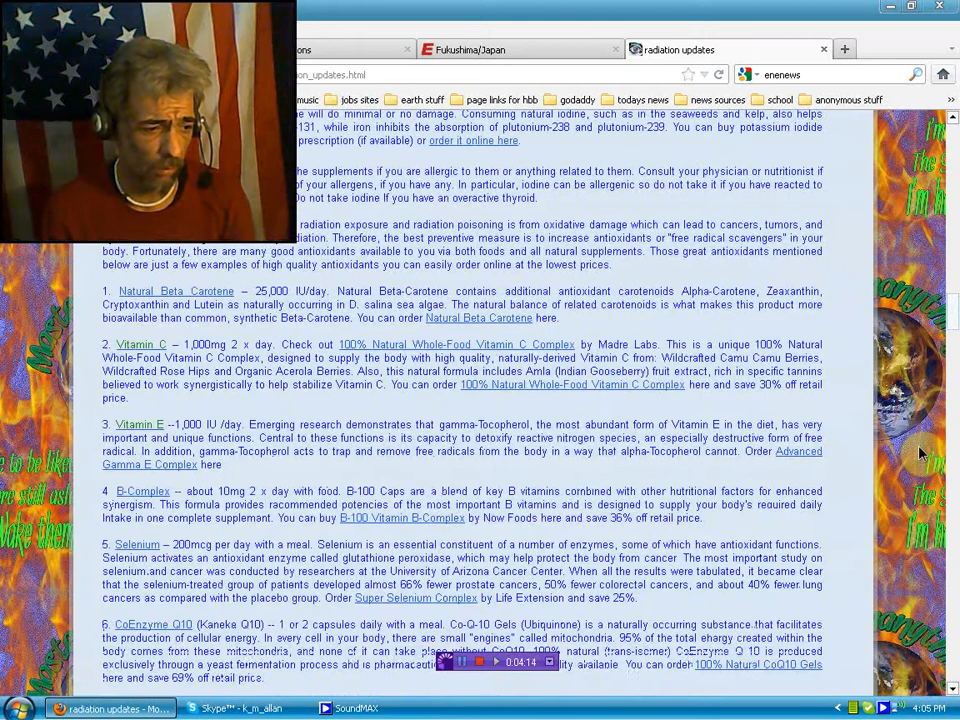 ons
Fukushima/Japan
radiation updates
on_updates.html
enenews
music jobs sites earth stuff page links for hbb godaddy todays news news sources school anonymous stuff
ne will do minimal or no damage. Consuming natural iodine, such as in the seaweeds and kelp, also helps
-131, while iron inhibits the absorption of plutonium-238 and plutonium-239. You can buy potassium iodide
prescription (if available) or order it online here.
he supplements if you are allergic to them or anything related to them. Consult your physician or nutritionist if
of your allergens, if you have any. In particular, iodine can be allergenic so do not take it if you have reacted to
Do not take iodine If you have an overactive thyroid.
radiation exposure and radiation poisoning is from oxidative damage which can lead to cancers, tumors, and
diation. Therefore, the best preventive measure is to increase antioxidants or "free radical scavengers" in your
body. Fortunately, there are many good antioxidants available to you via both foods and all natural supplements. Those great antioxidants mentioned
below are just a few examples of high quality antioxidants you can easily order online at the lowest prices.
1. Natural Beta Carotene – 25,000 IU/day. Natural Beta-Carotene contains additional antioxidant carotenoids Alpha-Carotene, Zeaxanthin,
Cryptoxanthin and Lutein as naturally occurring in D. salina sea algae. The natural balance of related carotenoids is what makes this product more
bioavailable than common, synthetic Beta-Carotene. You can order Natural Beta Carotene here.
2. Vitamin C – 1,000mg 2 x day. Check out 100% Natural Whole-Food Vitamin C Complex by Madre Labs. This is a unique 100% Natural
Whole-Food Vitamin C Complex, designed to supply the body with high quality, naturally-derived Vitamin C from: Wildcrafted Camu Camu Berries,
Wildcrafted Rose Hips and Organic Acerola Berries. Also, this natural formula includes Amla (Indian Gooseberry) fruit extract, rich in specific tannins
believed to work synergistically to help stabilize Vitamin C. You can order 100% Natural Whole-Food Vitamin C Complex here and save 30% off retail
price.
3. Vitamin E --1,000 IU /day. Emerging research demonstrates that gamma-Tocopherol, the most abundant form of Vitamin E in the diet, has very
important and unique functions. Central to these functions is its capacity to detoxify reactive nitrogen species, an especially destructive form of free
radical. In addition, gamma-Tocopherol acts to trap and remove free radicals from the body in a way that alpha-Tocopherol cannot. Order Advanced
Gamma E Complex here
4 B-Complex -- about 10mg 2 x day with food. B-100 Caps are a blend of key B vitamins combined with other nutritional factors for enhanced
synergism. This formula provides recommended potencies of the most important B vitamins and is designed to supply your body's required daily
Intake in one complete supplement. You can buy B-100 Vitamin B-Complex by Now Foods here and save 36% off retail price.
5. Selenium – 200mcg per day with a meal. Selenium is an essential constituent of a number of enzymes, some of which have antioxidant functions.
Selenium activates an antioxidant enzyme called glutathione peroxidase, which may help protect the body from cancer. The most important study on
selenium and cancer was conducted by researchers at the University of Arizona Cancer Center. When all the results were tabulated, it became clear
that the selenium-treated group of patients developed almost 66% fewer prostate cancers, 50% fewer colorectal cancers, and about 40% fewer lung
cancers as compared with the placebo group. Order Super Selenium Complex by Life Extension and save 25%.
6. CoEnzyme Q10 (Kaneke Q10) -- 1 or 2 capsules daily with a meal. Co-Q-10 Gels (Ubiquinone) is a naturally occurring substance that facilitates
the production of cellular energy. In every cell in your body, there are small "engines" called mitochondria. 95% of the total energy created within the
body comes from these mitochondria, and none of it can take place without CoQ10. 100% natural (trans-isomer) CoEnzyme Q 10 is produced
exclusively through a yeast fermentation process and is pharmaceutic lity available You can order 100% Natural CoQ10 Gels
here and save 69% off retail price.
0:04:14
radiation updates - Mo... Skype™ - k_m_allan SoundMAX 4:05 PM